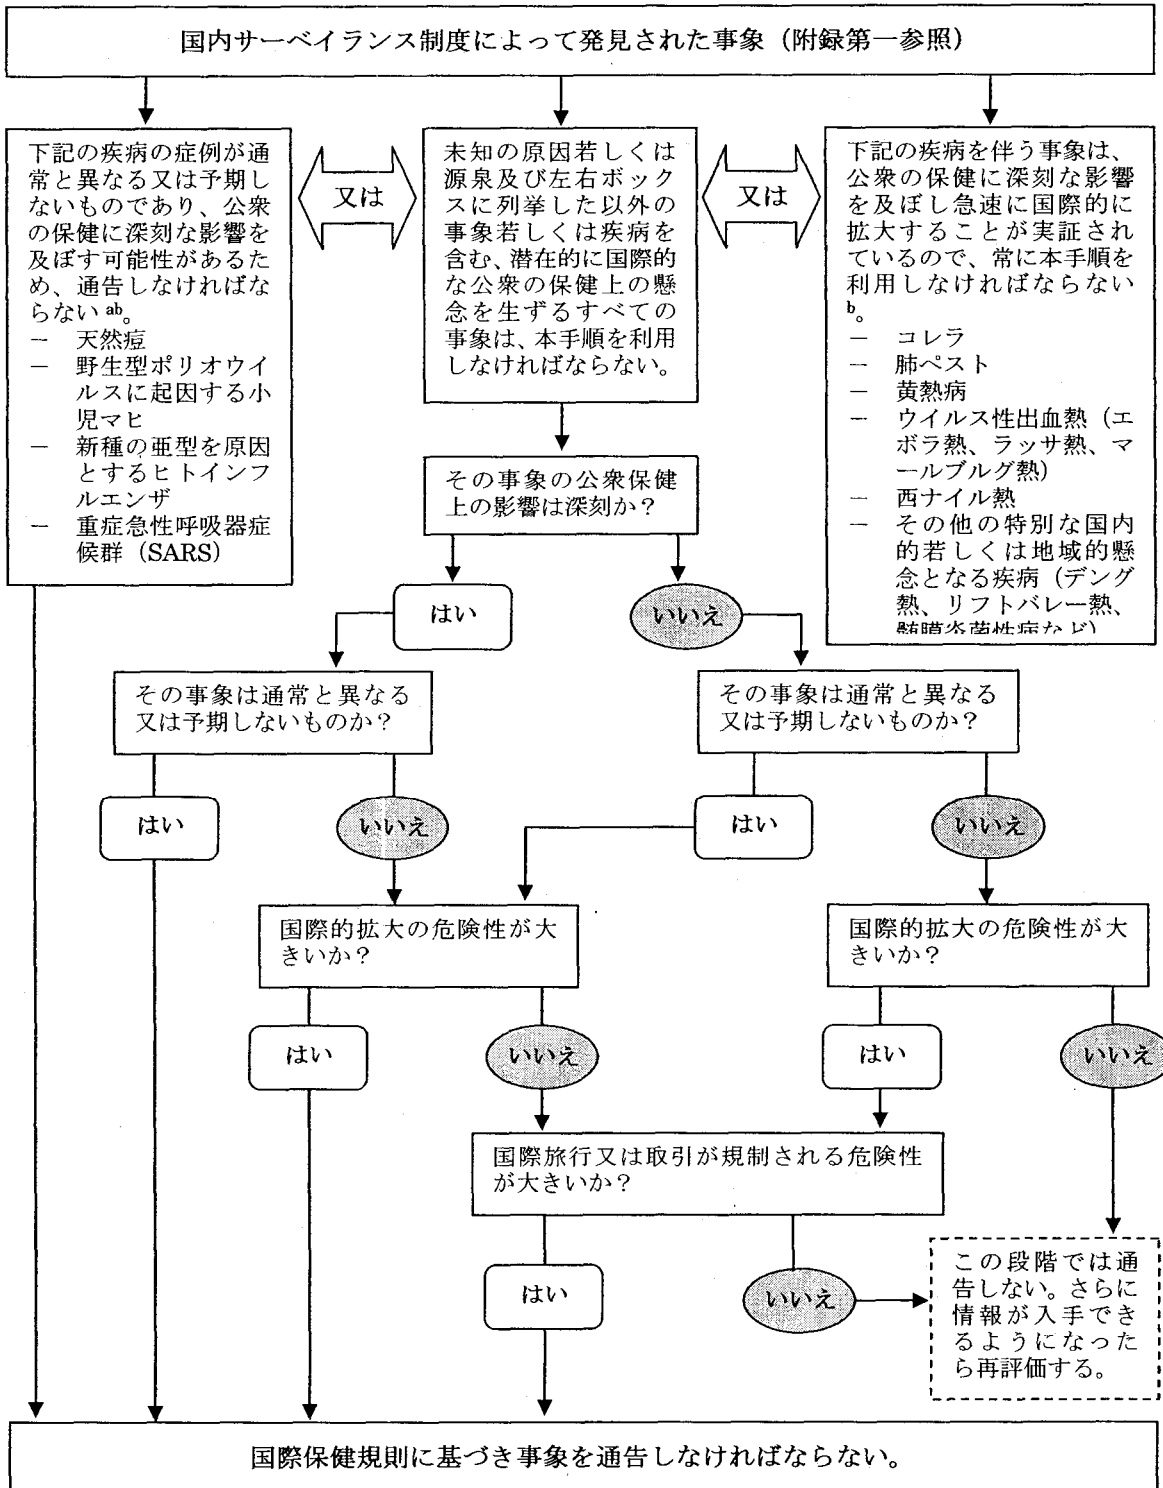 国内サーベイランス制度によって発見された事象（附録第一参照）
下記の疾病の症例が通
常と異なる又は予期し
ないものであり、公衆
の保健に深刻な影響を
及ぼす可能性があるた
め、通告しなければな
らない ab。
－ 天然痘
－ 野生型ポリオウイ
ルスに起因する小
児マヒ
－ 新種の亜型を原因
とするヒトインフ
ルエンザ
－ 重症急性呼吸器症
候群（SARS）
又は
未知の原因若しくは
源泉及び左右ボック
スに列挙した以外の
事象若しくは疾病を
含む、潜在的に国際的
な公衆の保健上の懸
念を生ずるすべての
事象は、本手順を利用
しなければならない。
又は
下記の疾病を伴う事象は、
公衆の保健に深刻な影響
を及ぼし急速に国際的に
拡大することが実証され
ているので、常に本手順を
利用しなければならない
b。
－ コレラ
－ 肺ペスト
－ 黄熱病
－ ウイルス性出血熱（エ
ボラ熱、ラッサ熱、マ
ールブルグ熱）
－ 西ナイル熱
－ その他の特別な国内
的若しくは地域的懸
念となる疾病（デング
熱、リフトバレー熱、
髄膜炎菌性病など）
その事象の公衆保健
上の影響は深刻か？
はい
いいえ
その事象は通常と異なる
又は予期しないものか？
その事象は通常と異なる
又は予期しないものか？
はい
いいえ
はい
いいえ
国際的拡大の危険性が大
きいか？
国際的拡大の危険性が大
きいか？
はい
いいえ
はい
いいえ
国際旅行又は取引が規制される危険性
が大きいか？
はい
いいえ
この段階では通
告しない。さらに
情報が入手でき
るようになった
ら再評価する。
国際保健規則に基づき事象を通告しなければならない。